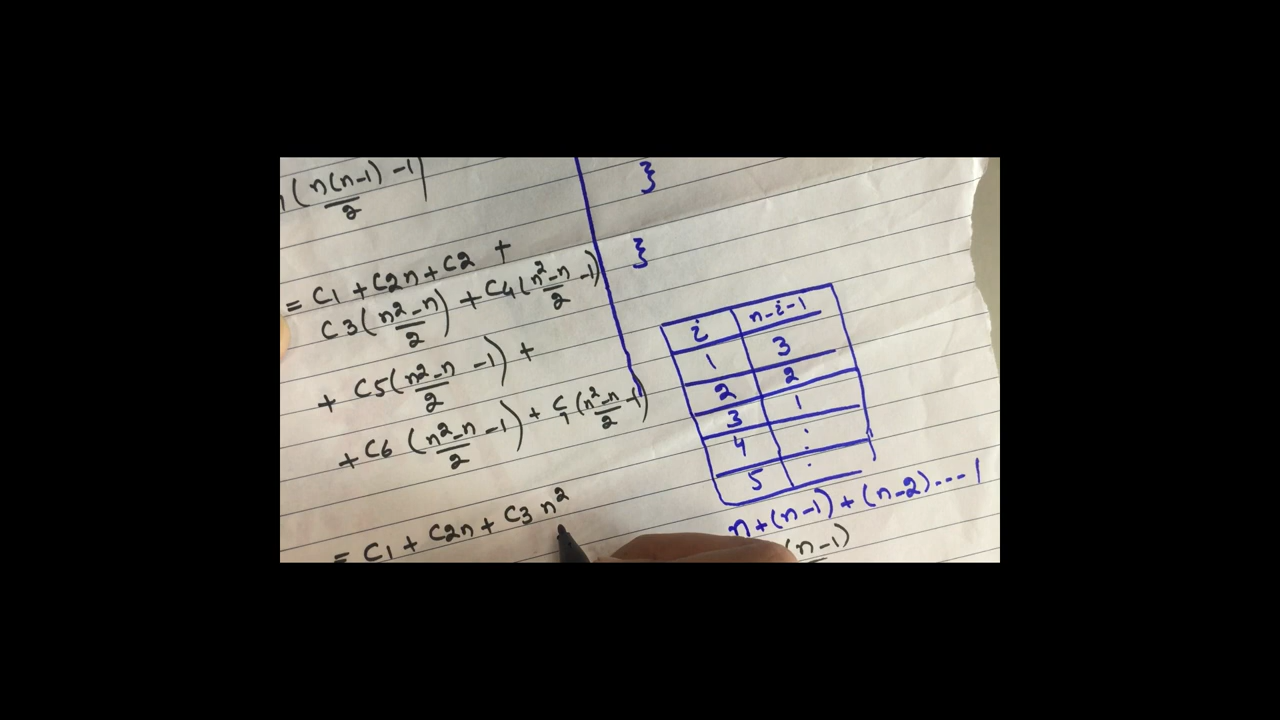 (n(n-1)/2 -1)
= C1 + C2n + C2 +
C3(n²-n/2) + C4(n²-n/2 -1)
+ C5(n²-n/2 -1) +
+ C6 (n²-n/2 -1) + C7(n²-n/2 -1)
= C1 + C2n + C3 n²
}
}
i n-i-1
1 3
2 2
3 1
4 :
5 .
n+(n-1)+(n-2)...1
(n-1)